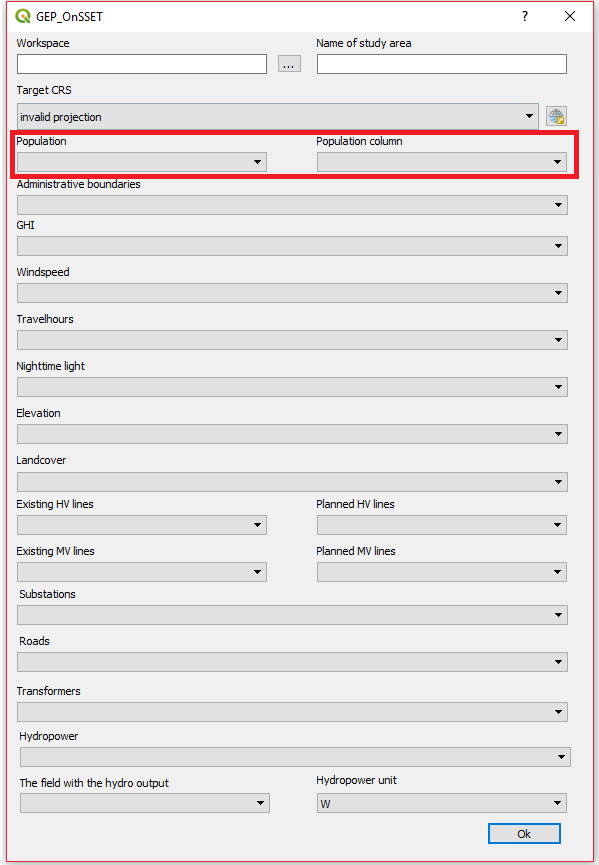 GEP_OnSSET ?
Workspace Name of study area
...
Target CRS
invalid projection
Population Population column
Administrative boundaries
GHI
Windspeed
Travelhours
Nighttime light
Elevation
Landcover
Existing HV lines Planned HV lines
Existing MV lines Planned MV lines
Substations
Roads
Transformers
Hydropower
The field with the hydro output Hydropower unit
W
Ok